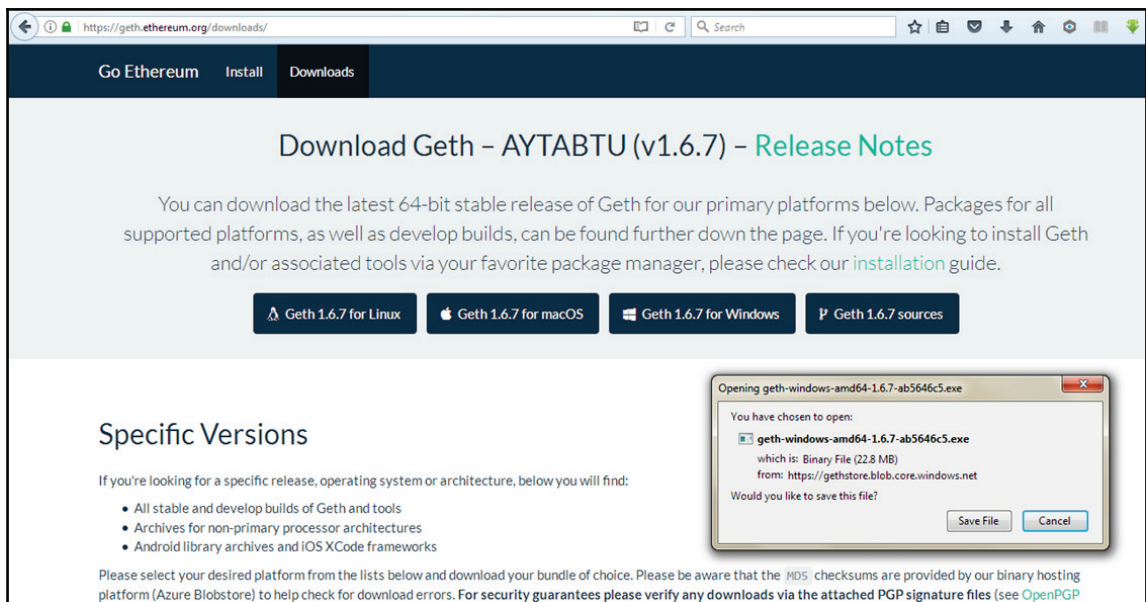 https://geth.ethereum.org/downloads/
Search
Go Ethereum Install Downloads
Download Geth – AYTABTU (v1.6.7) – Release Notes
You can download the latest 64-bit stable release of Geth for our primary platforms below. Packages for all
supported platforms, as well as develop builds, can be found further down the page. If you're looking to install Geth
and/or associated tools via your favorite package manager, please check our installation guide.
Geth 1.6.7 for Linux Geth 1.6.7 for macOS Geth 1.6.7 for Windows Geth 1.6.7 sources
Specific Versions
If you're looking for a specific release, operating system or architecture, below you will find:
• All stable and develop builds of Geth and tools
• Archives for non-primary processor architectures
• Android library archives and iOS XCode frameworks
Opening geth-windows-amd64-1.6.7-ab5646c5.exe
You have chosen to open:
geth-windows-amd64-1.6.7-ab5646c5.exe
which is: Binary File (22.8 MB)
from: https://gethstore.blob.core.windows.net
Would you like to save this file?
Save File Cancel
Please select your desired platform from the lists below and download your bundle of choice. Please be aware that the MD5 checksums are provided by our binary hosting
platform (Azure Blobstore) to help check for download errors. For security guarantees please verify any downloads via the attached PGP signature files (see OpenPGP